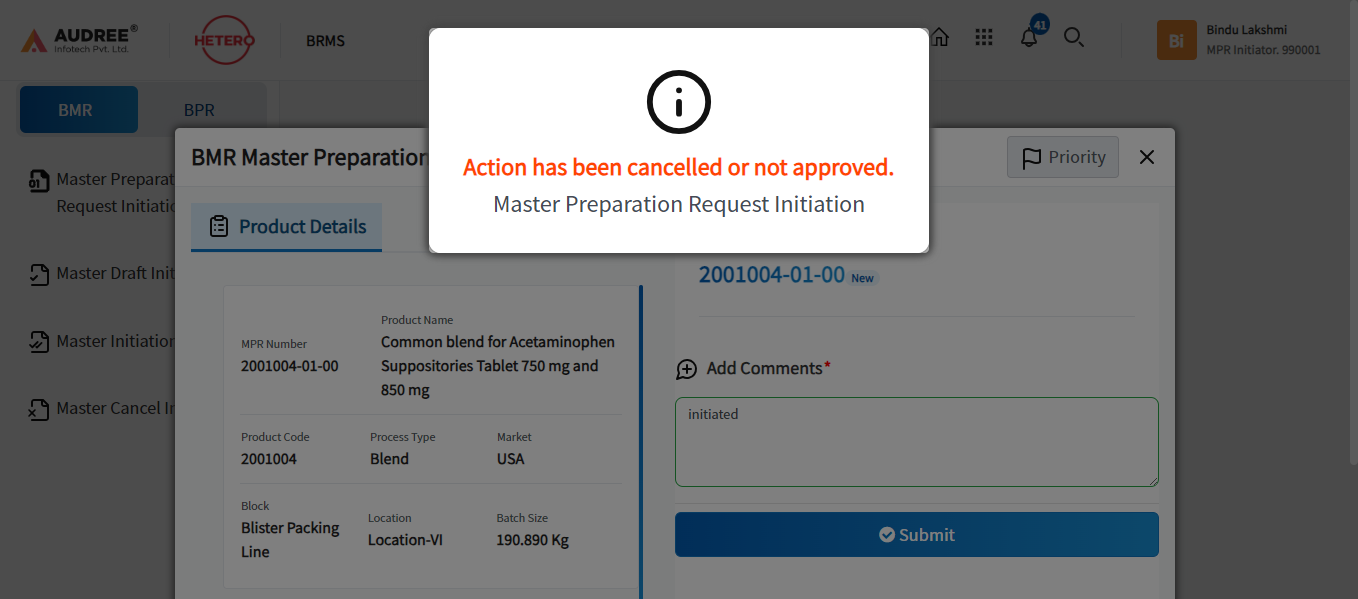 AUDREE®
Infotech Pvt. Ltd.
HETERO
BRMS
41
Bi
Bindu Lakshmi
MPR Initiator. 990001
BMR
BPR
Action has been cancelled or not approved.
Master Preparation Request Initiation
BMR Master Preparation
Priority
Master Preparat
Request Initiatio
Master Draft Init
Master Initiation
Master Cancel In
Product Details
2001004-01-00 New
MPR Number
2001004-01-00
Product Name
Common blend for Acetaminophen
Suppositories Tablet 750 mg and
850 mg
Product Code
2001004
Process Type
Blend
Market
USA
Block
Blister Packing
Line
Location
Location-VI
Batch Size
190.890 Kg
Add Comments*
initiated
Submit